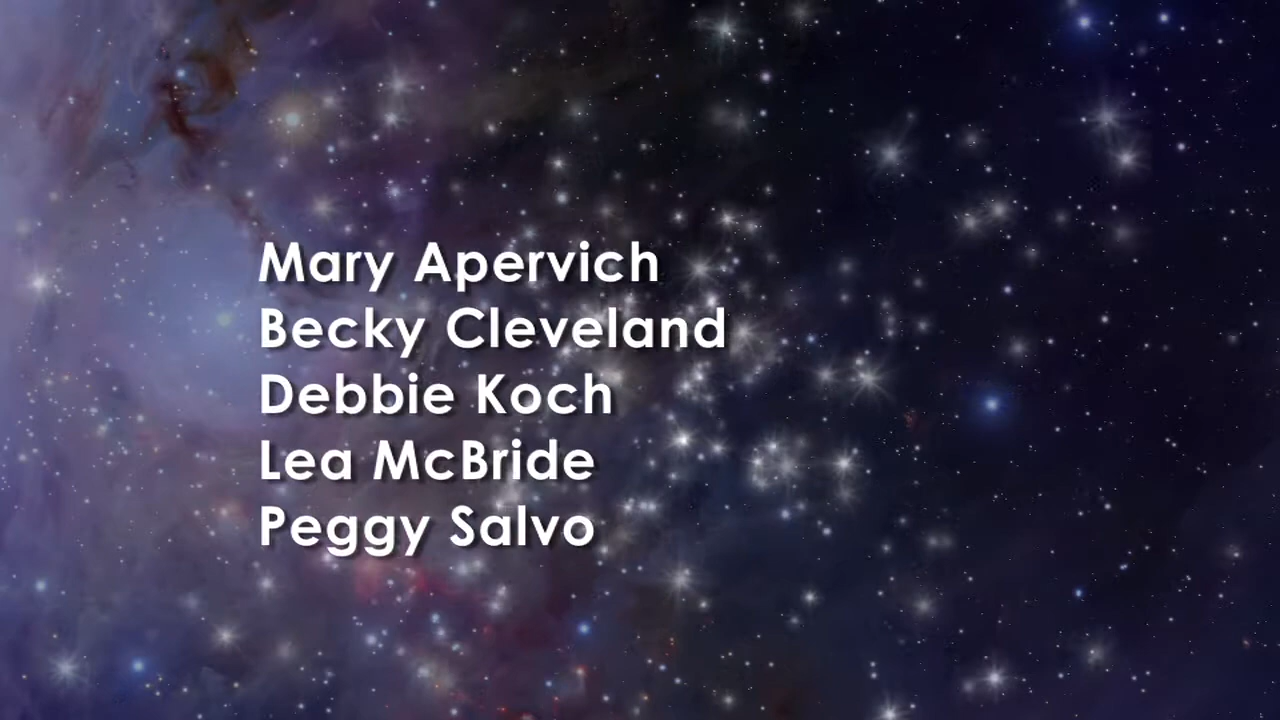 Mary Apervich
Becky Cleveland
Debbie Koch
Lea McBride
Peggy Salvo